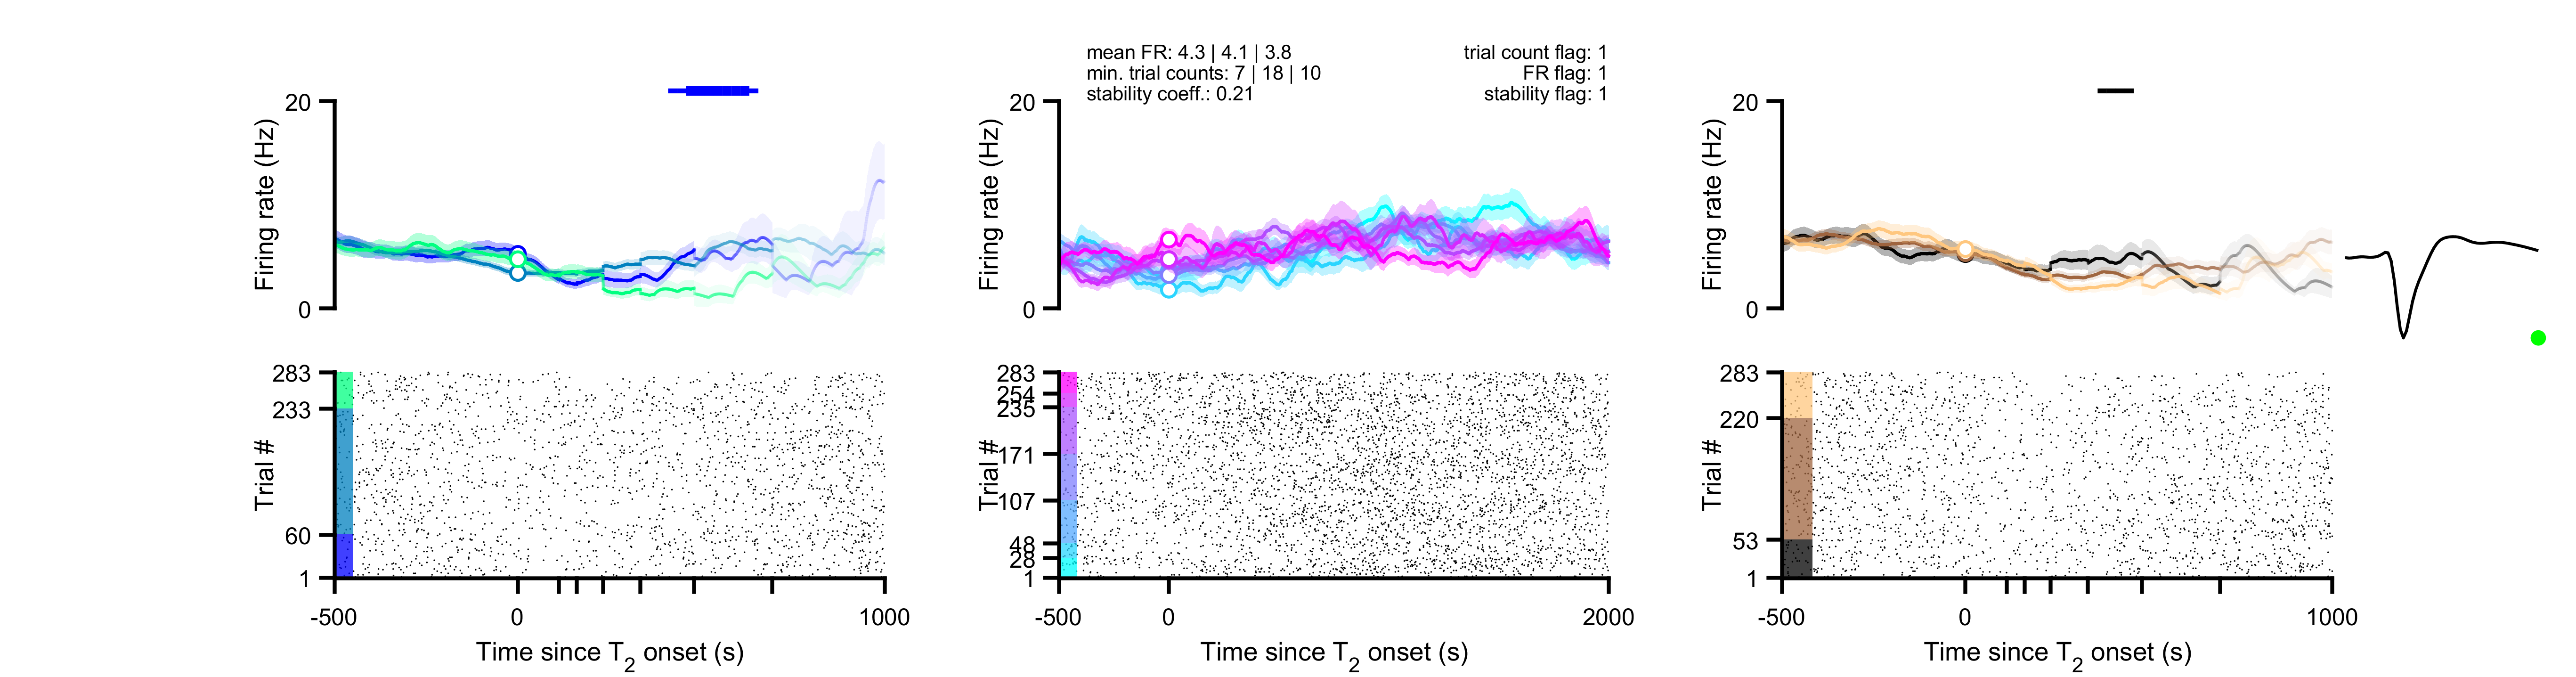 mean FR: 4.3 | 4.1 | 3.8
min. trial counts: 7 | 18 | 10
stability coeff.: 0.21
trial count flag: 1
FR flag: 1
stability flag: 1
20
0
Firing rate (Hz)
20
0
Firing rate (Hz)
20
0
Firing rate (Hz)
283
233
60
1
Trial #
-500
0
1000
Time since T2 onset (s)
283
254
235
171
107
48
28
1
Trial #
-500
0
2000
Time since T2 onset (s)
283
220
53
1
Trial #
-500
0
1000
Time since T2 onset (s)